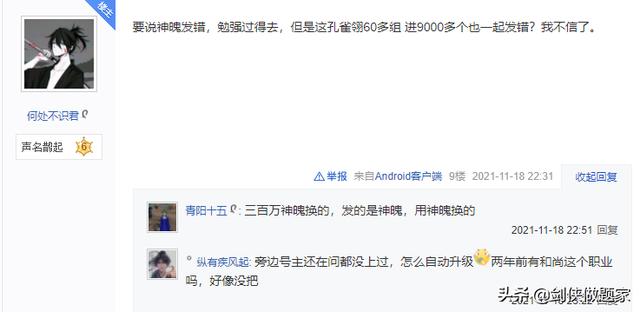 楼主
要说神魄发错，勉强过得去，但是这孔雀翎60多组 进9000多个也一起发错？我不信了。
何处不识君
声名鹊起 6
举报 来自Android客户端 9楼 2021-11-18 22:31 收起回复
青阳十五：三百万神魄换的，发的是神魄，用神魄换的
2021-11-18 22:51 回复
纵有疾风起：旁边号主还在问都没上过，怎么自动升级 两年前有和尚这个职业
吗，好像没把
头条 @剑侠做题家